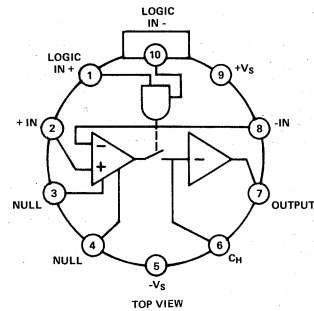 LOGIC
IN -
LOGIC
IN +
10
1
9
+VS
+ IN
2
8
-IN
-
+
-
3
NULL
7
OUTPUT
4
NULL
6
CH
5
-VS
TOP VIEW